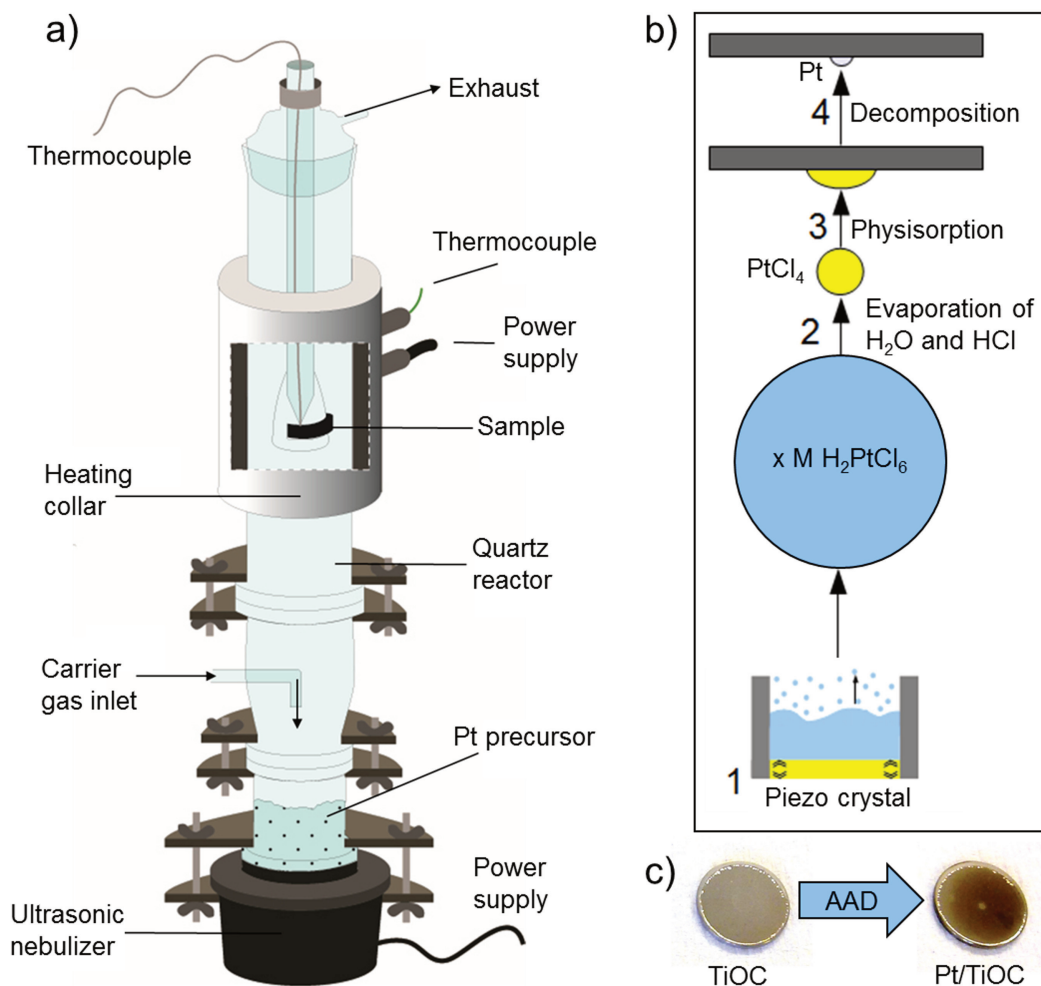 a)
Exhaust
Thermocouple
Thermocouple
Power
supply
Sample
Heating
collar
Quartz
reactor
Carrier
gas inlet
Pt precursor
Power
supply
Ultrasonic
nebulizer
b)
Pt
4 Decomposition
3 Physisorption
PtCl₄
2 Evaporation of
H₂O and HCl
x M H₂PtCl₆
1
Piezo crystal
c)
AAD
TiOC
Pt/TiOC